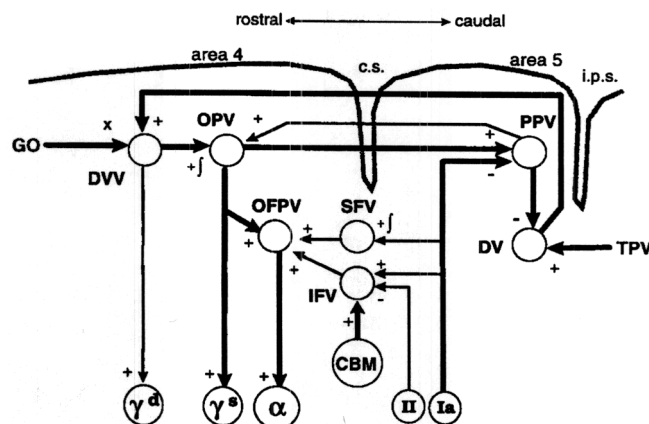 rostral caudal
area 4 c.s. area 5 i.p.s.
x + OPV + + PPV
GO
DVV +∫ -
OFPV SFV +∫ -
+ + DV TPV
+ + +
IFV -
+
CBM
+ + +
γd γs α II Ia